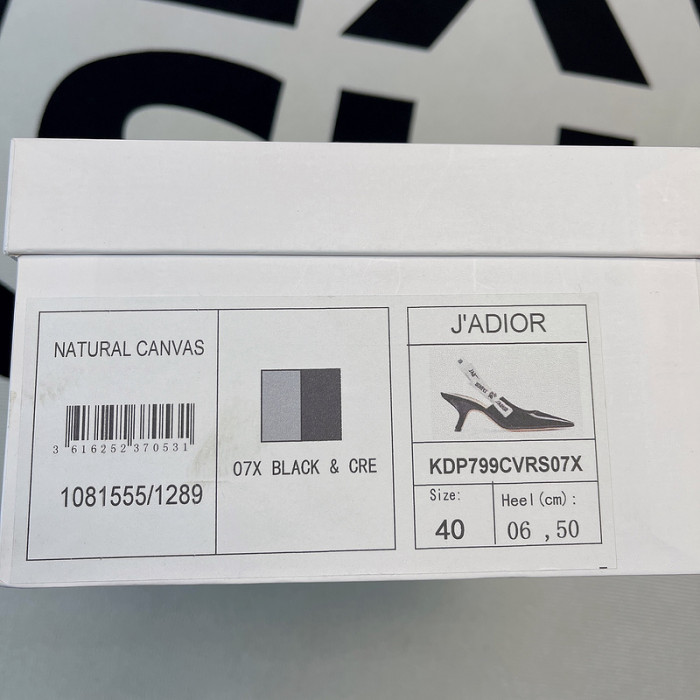 NATURAL CANVAS
3 616252 370531
1081555/1289
07X BLACK & CRE
J'ADIOR
KDP799CVRS07X
Size:
40
Heel(cm):
06 ,50